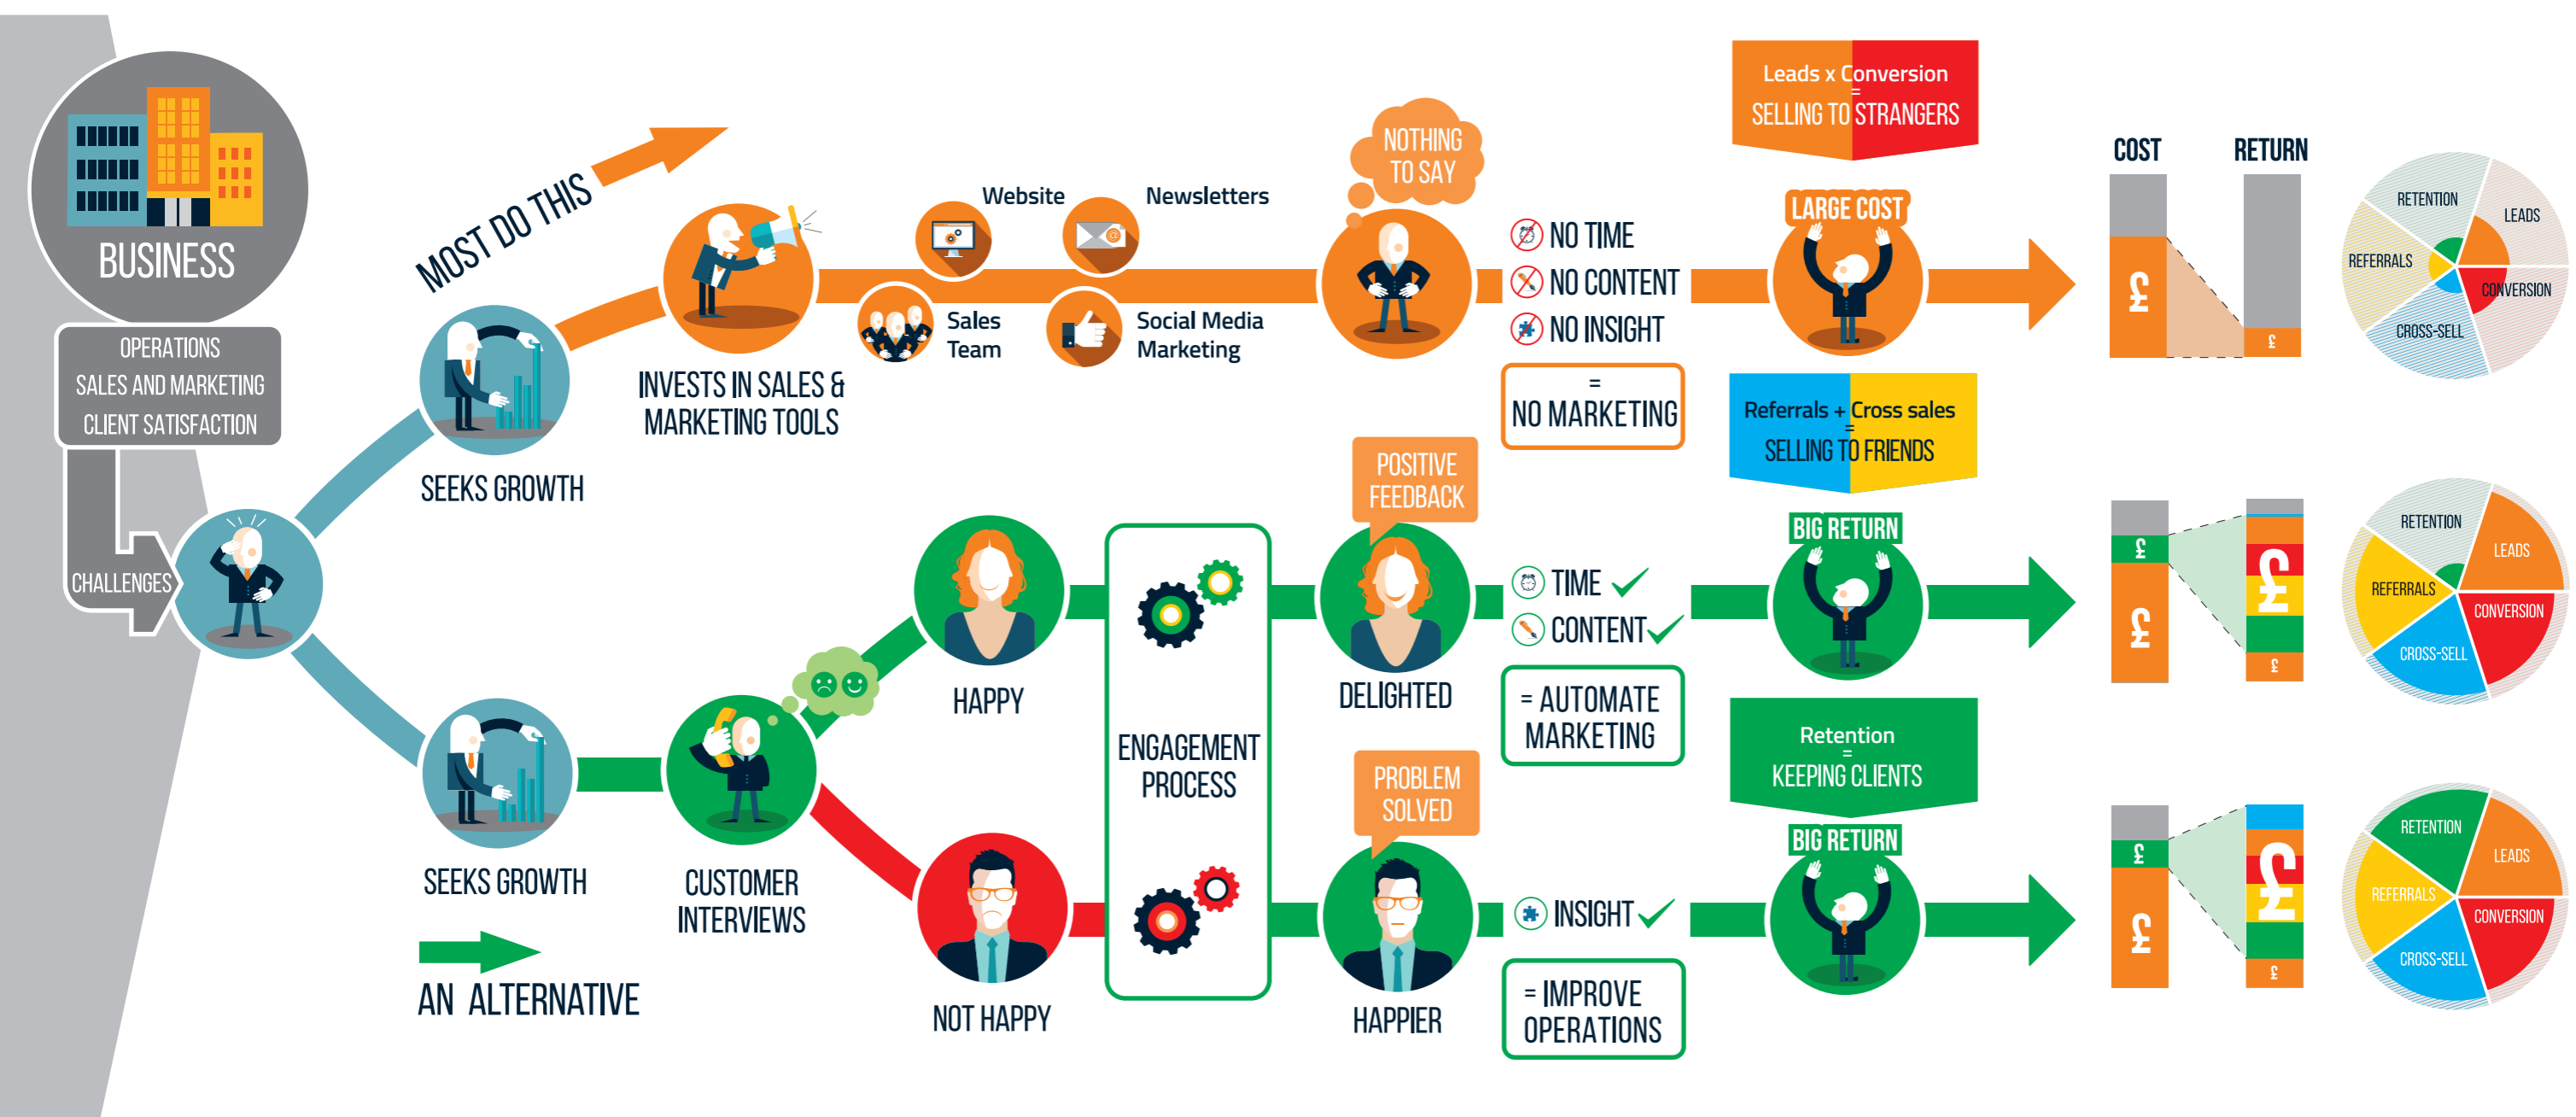 BUSINESS
OPERATIONS
SALES AND MARKETING
CLIENT SATISFACTION
CHALLENGES
MOST DO THIS
SEEKS GROWTH
INVESTS IN SALES &
MARKETING TOOLS
Website
Newsletters
Sales
Team
Social Media
Marketing
NOTHING
TO SAY
NO TIME
NO CONTENT
NO INSIGHT
=
NO MARKETING
Leads x Conversion
=
SELLING TO STRANGERS
LARGE COST
COST
RETURN
£
£
RETENTION
LEADS
REFERRALS
CONVERSION
CROSS-SELL
SEEKS GROWTH
AN ALTERNATIVE
CUSTOMER
INTERVIEWS
HAPPY
NOT HAPPY
ENGAGEMENT
PROCESS
POSITIVE
FEEDBACK
DELIGHTED
TIME
CONTENT
= AUTOMATE
MARKETING
Referrals + Cross sales
=
SELLING TO FRIENDS
BIG RETURN
£
£
£
£
RETENTION
LEADS
REFERRALS
CONVERSION
CROSS-SELL
PROBLEM
SOLVED
HAPPIER
INSIGHT
= IMPROVE
OPERATIONS
Retention
=
KEEPING CLIENTS
BIG RETURN
£
£
£
£
RETENTION
LEADS
REFERRALS
CONVERSION
CROSS-SELL